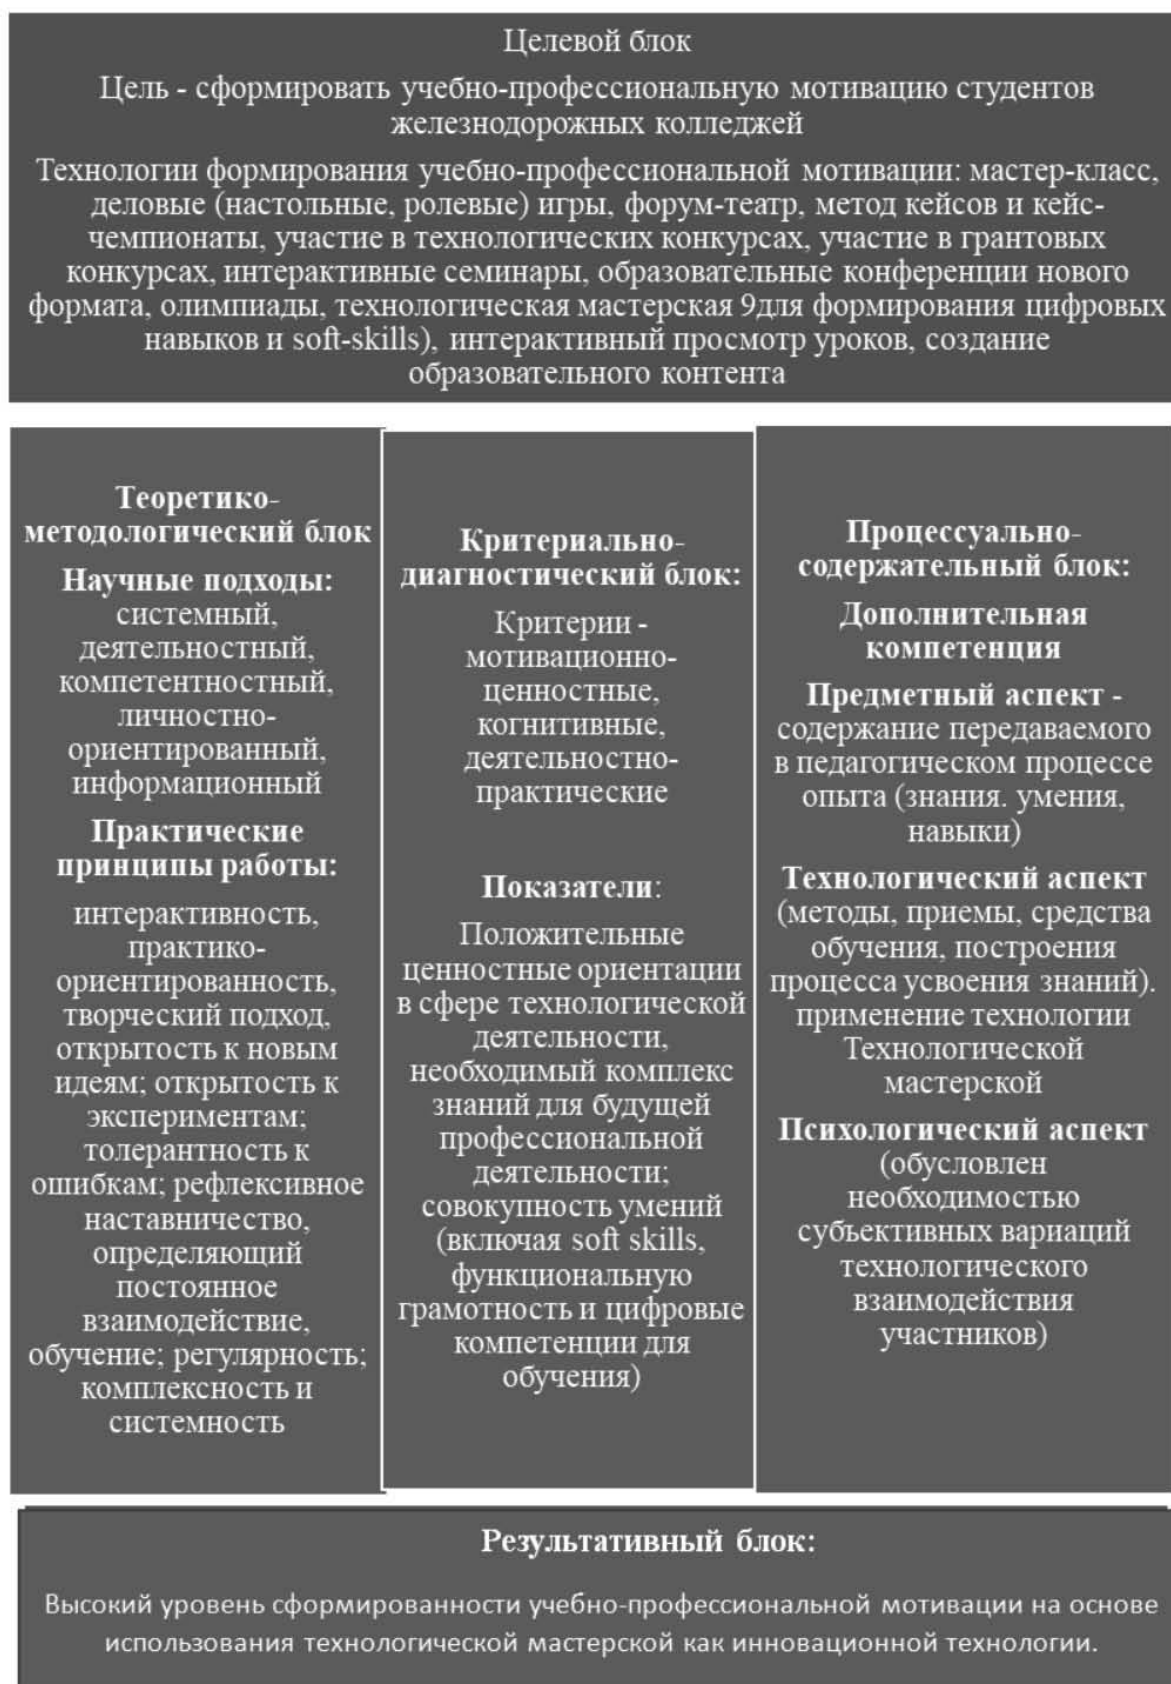 Целевой блок
Цель - сформировать учебно-профессиональную мотивацию студентов
железнодорожных колледжей
Технологии формирования учебно-профессиональной мотивации: мастер-класс,
деловые (настольные, ролевые) игры, форум-театр, метод кейсов и кейс-
чемпионаты, участие в технологических конкурсах, участие в грантовых
конкурсах, интерактивные семинары, образовательные конференции нового
формата, олимпиады, технологическая мастерская 9для формирования цифровых
навыков и soft-skills), интерактивный просмотр уроков, создание
образовательного контента
Теоретико-
методологический блок
Научные подходы:
системный,
деятельностный,
компетентностный,
личностно-
ориентированный,
информационный
Практические
принципы работы:
интерактивность,
практико-
ориентированность,
творческий подход,
открытость к новым
идеям; открытость к
экспериментам;
толерантность к
ошибкам; рефлексивное
наставничество,
определяющий
постоянное
взаимодействие,
обучение; регулярность;
комплексность и
системность
Критериально-
диагностический блок:
Критерии -
мотивационно-
ценностные,
когнитивные,
деятельностно-
практические
Показатели:
Положительные
ценностные ориентации
в сфере технологической
деятельности,
необходимый комплекс
знаний для будущей
профессиональной
деятельности;
совокупность умений
(включая soft skills,
функциональную
грамотность и цифровые
компетенции для
обучения)
Процессуально-
содержательный блок:
Дополнительная
компетенция
Предметный аспект -
содержание передаваемого
в педагогическом процессе
опыта (знания. умения,
навыки)
Технологический аспект
(методы, приемы, средства
обучения, построения
процесса усвоения знаний).
применение технологии
Технологической
мастерской
Психологический аспект
(обусловлен
необходимостью
субъективных вариаций
технологического
взаимодействия
участников)
Результативный блок:
Высокий уровень сформированности учебно-профессиональной мотивации на основе
использования технологической мастерской как инновационной технологии.